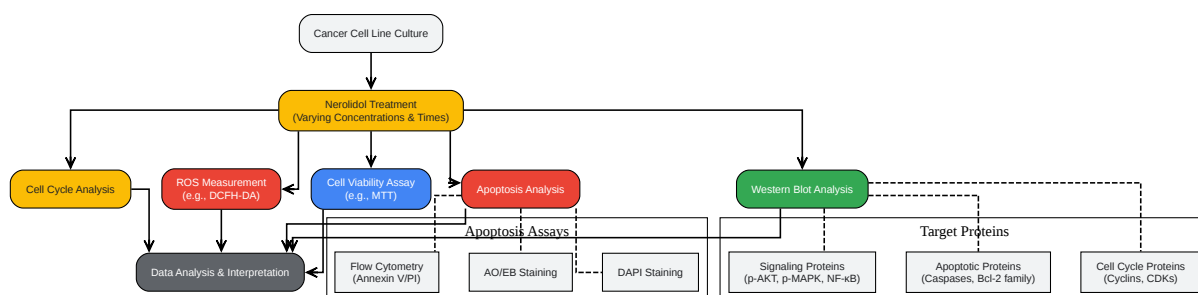 Cancer Cell Line Culture
Nerolidol Treatment
(Varying Concentrations & Times)
Cell Cycle Analysis
ROS Measurement
(e.g., DCFH-DA)
Cell Viability Assay
(e.g., MTT)
Apoptosis Analysis
Western Blot Analysis
Apoptosis Assays
Target Proteins
Data Analysis & Interpretation
Flow Cytometry
(Annexin V/PI)
AO/EB Staining
DAPI Staining
Signaling Proteins
(p-AKT, p-MAPK, NF-κB)
Apoptotic Proteins
(Caspases, Bcl-2 family)
Cell Cycle Proteins
(Cyclins, CDKs)